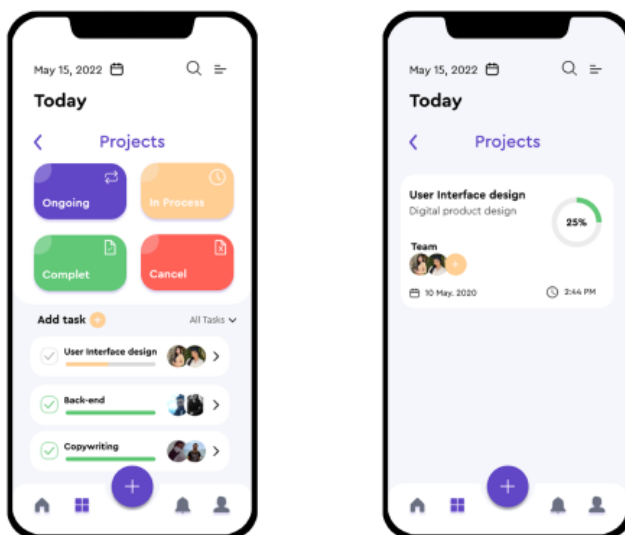 May 15, 2022
Today
Projects
Ongoing
In Process
Complet
Cancel
Add task +
All Tasks
User Interface design
Back-end
Copywriting
+
May 15, 2022
Today
Projects
User Interface design
Digital product design
25%
Team
+
10 May. 2020
2:44 PM
+